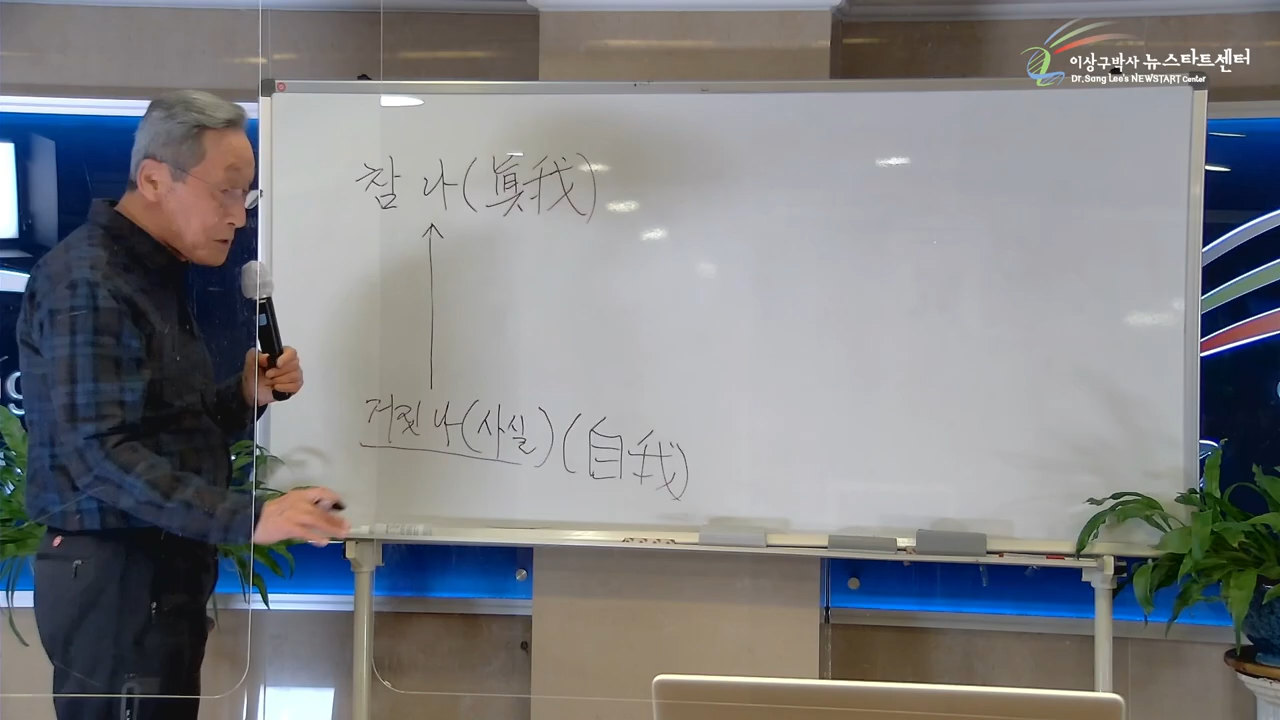 이상구박사 뉴스타트센터
Dr. Sang Lee's NEWSTART Center
참 나 (眞我)
거짓 나 (사실) (自我)